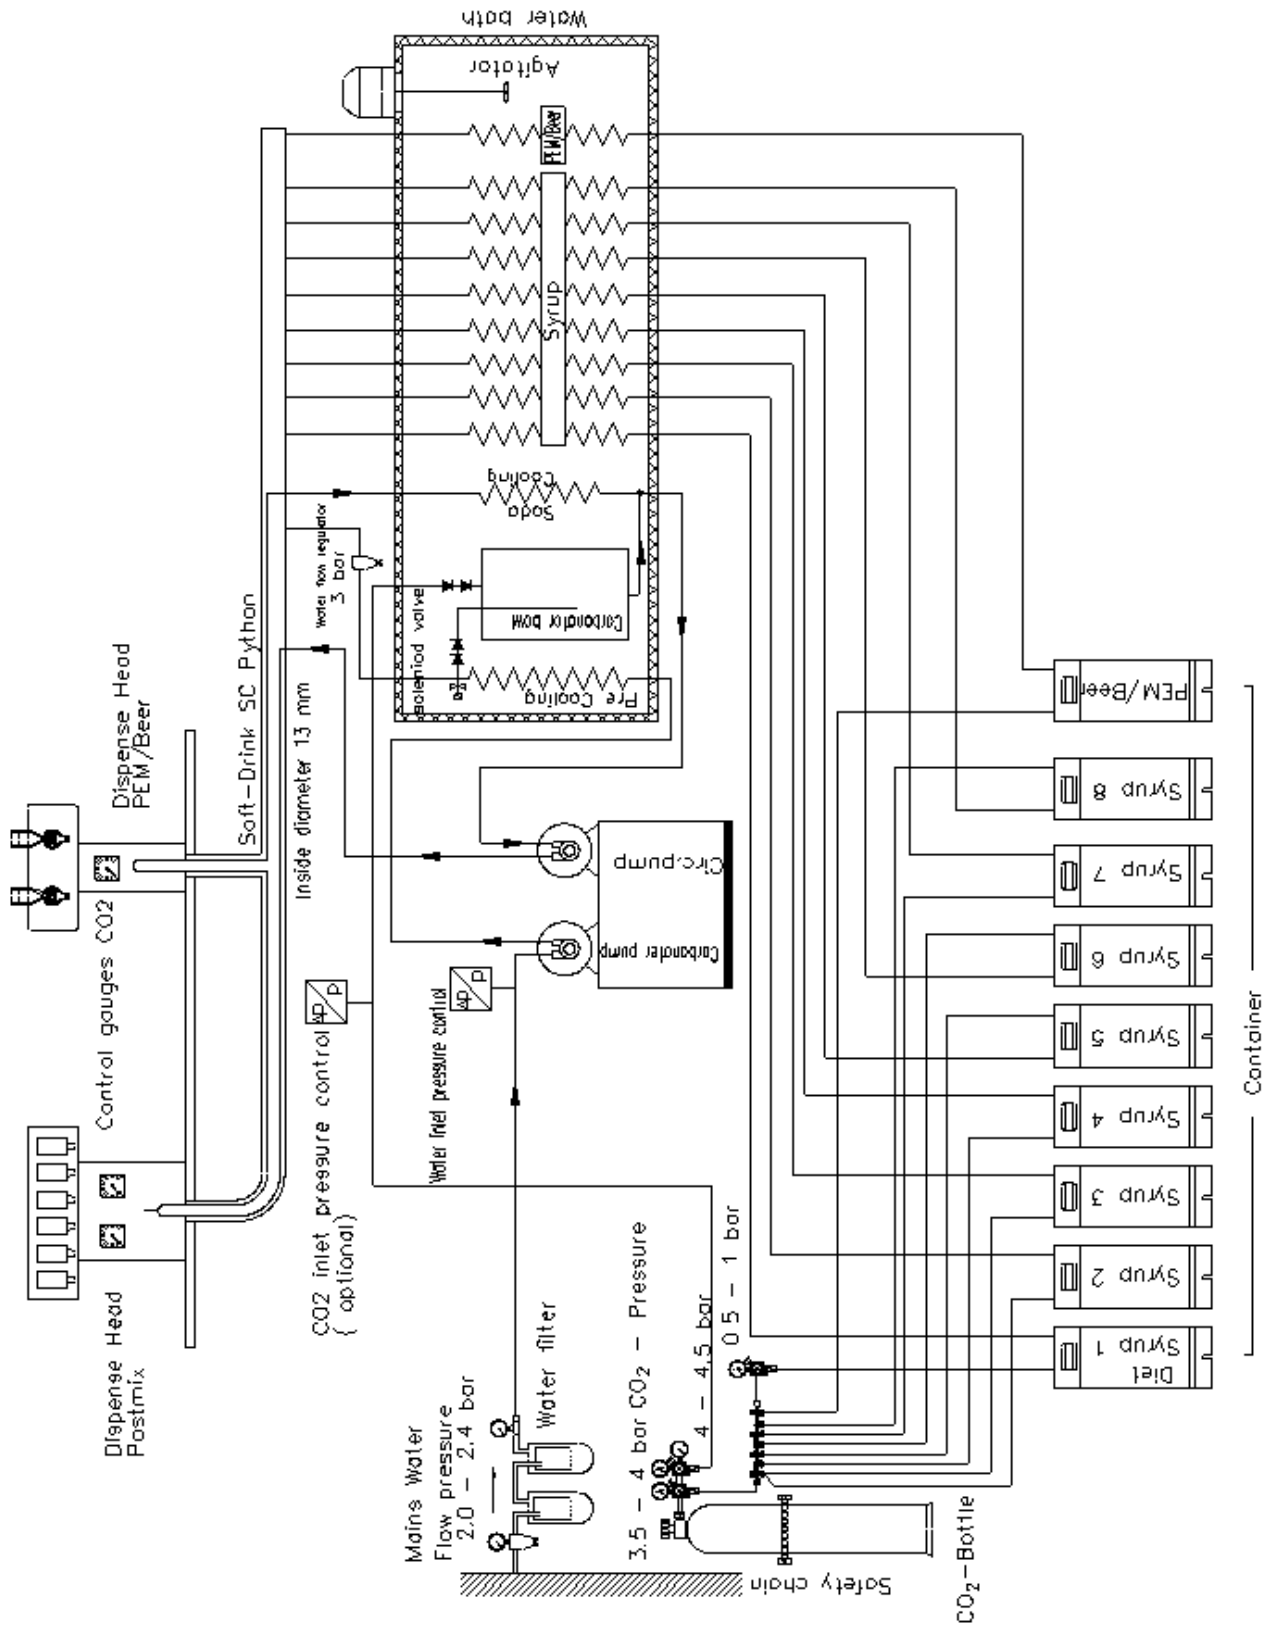 Water bath
Agitator
PEM/Beer
Syrup
Cooling
Soda
Water flow regulator
3 bar
Soleniod valve
Carbonator bowl
Pre Cooling
Soft-Drink SC Python
Inside diameter 13 mm
Dispense Head
PEM/Beer
Control gauges CO2
Dispense Head
Postmix
CO2 inlet pressure control
( optional)
ΔP
P
Water inlet pressure control
ΔP
P
Circ.pump
Carbonator pump
Mains Water
Flow pressure
2.0 - 2.4 bar
Water filter
3.5 - 4 bar CO₂ - Pressure
4 - 4,5 bar
0 5 - 1 bar
Safety chain
CO₂-Bottle
PEM/Beer
Syrup 8
Syrup 7
Syrup 6
Syrup 5
Syrup 4
Syrup 3
Syrup 2
Diet
Syrup 1
Container